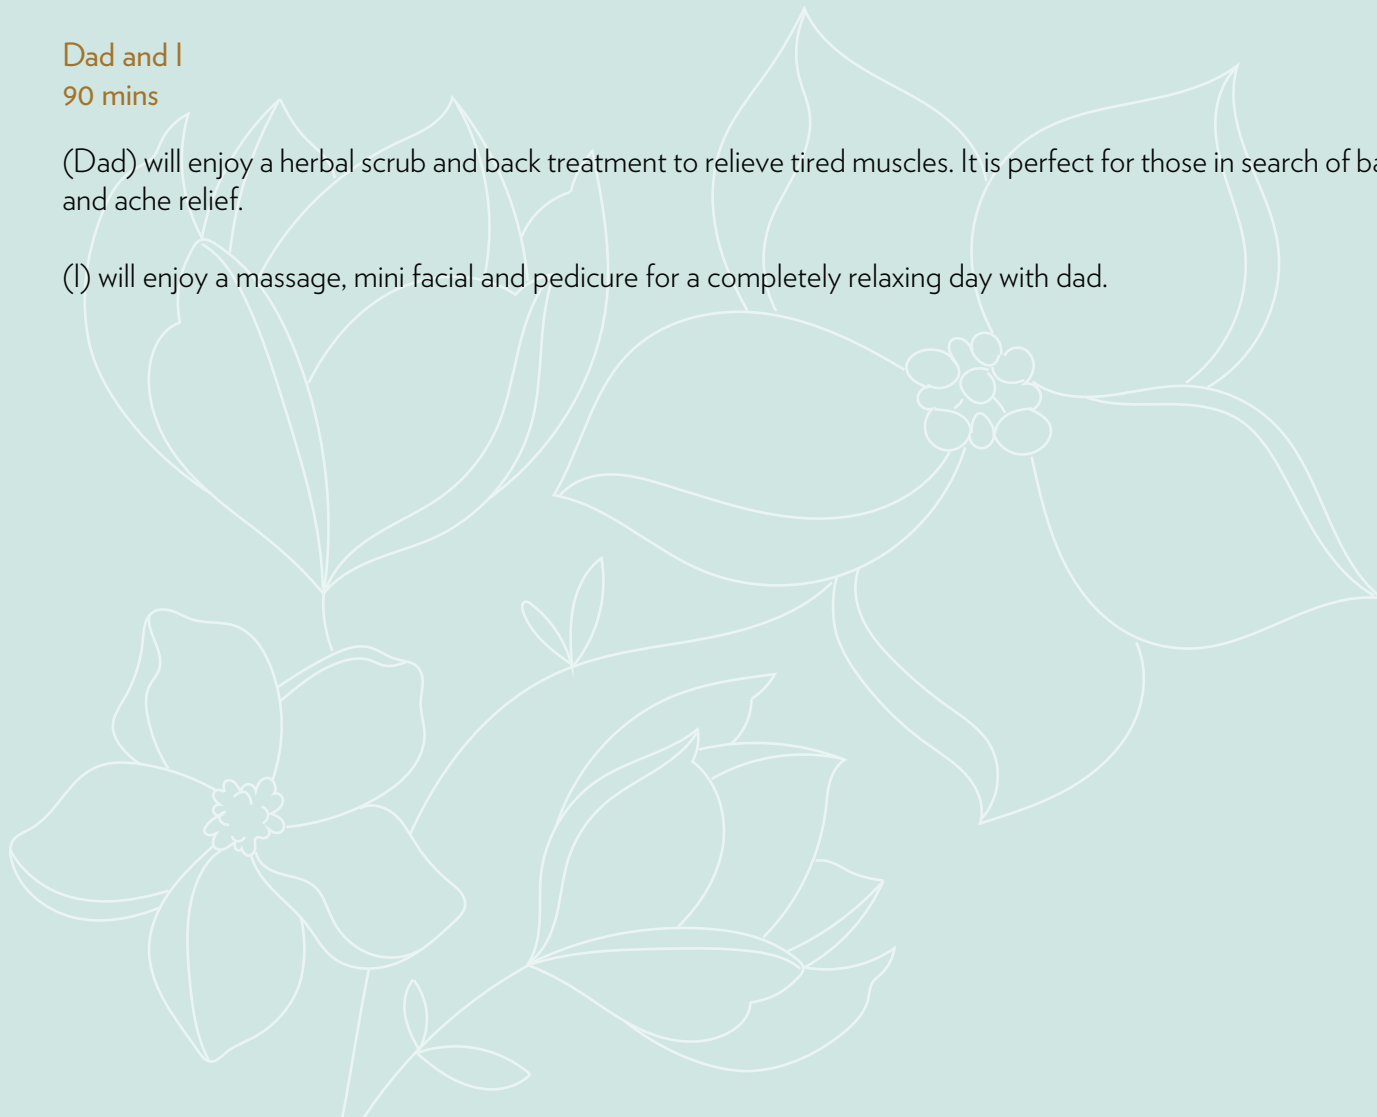 Dad and I
90 mins
(Dad) will enjoy a herbal scrub and back treatment to relieve tired muscles. It is perfect for those in search of
and ache relief.
(I) will enjoy a massage, mini facial and pedicure for a completely relaxing day with dad.